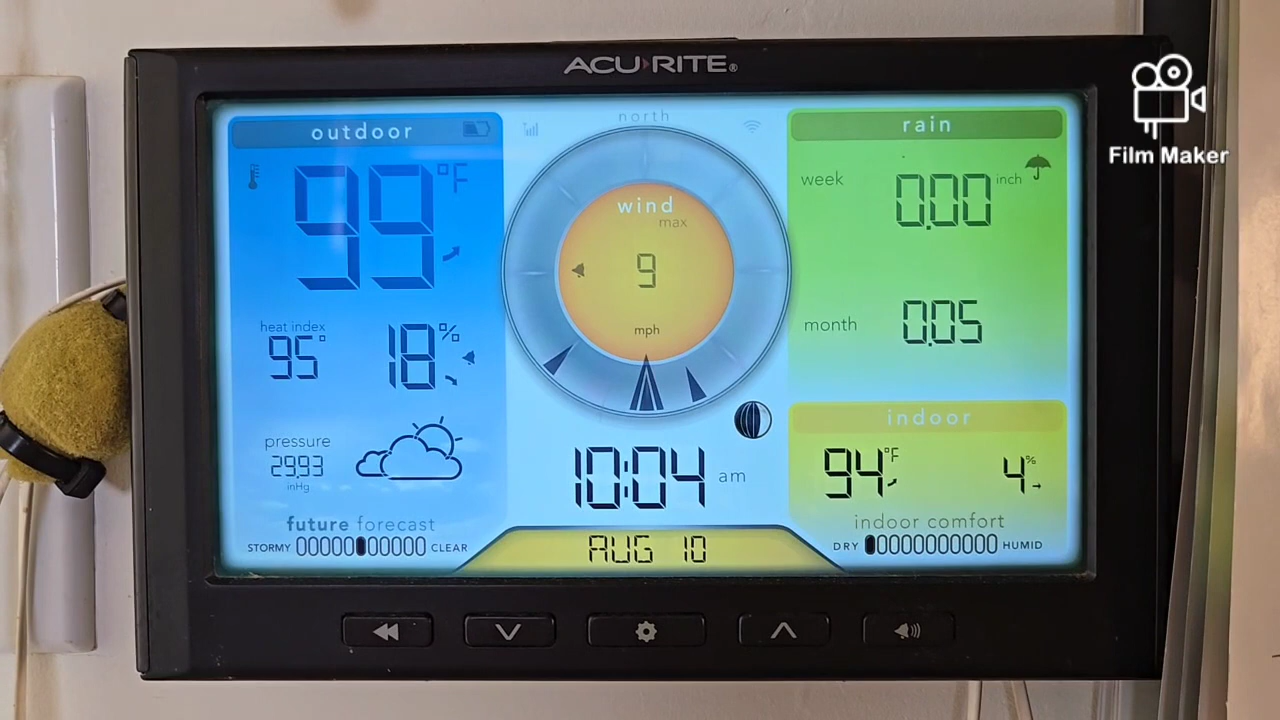 ACU›RITE®
Film Maker
outdoor
99°F
heat index
95°
18%
pressure
29.93
inHg
future forecast
STORMY CLEAR
north
wind
max
9
mph
10:04 am
AUG 10
rain
week 0.00 inch
month 0.05
indoor
94°F
4%
indoor comfort
DRY HUMID